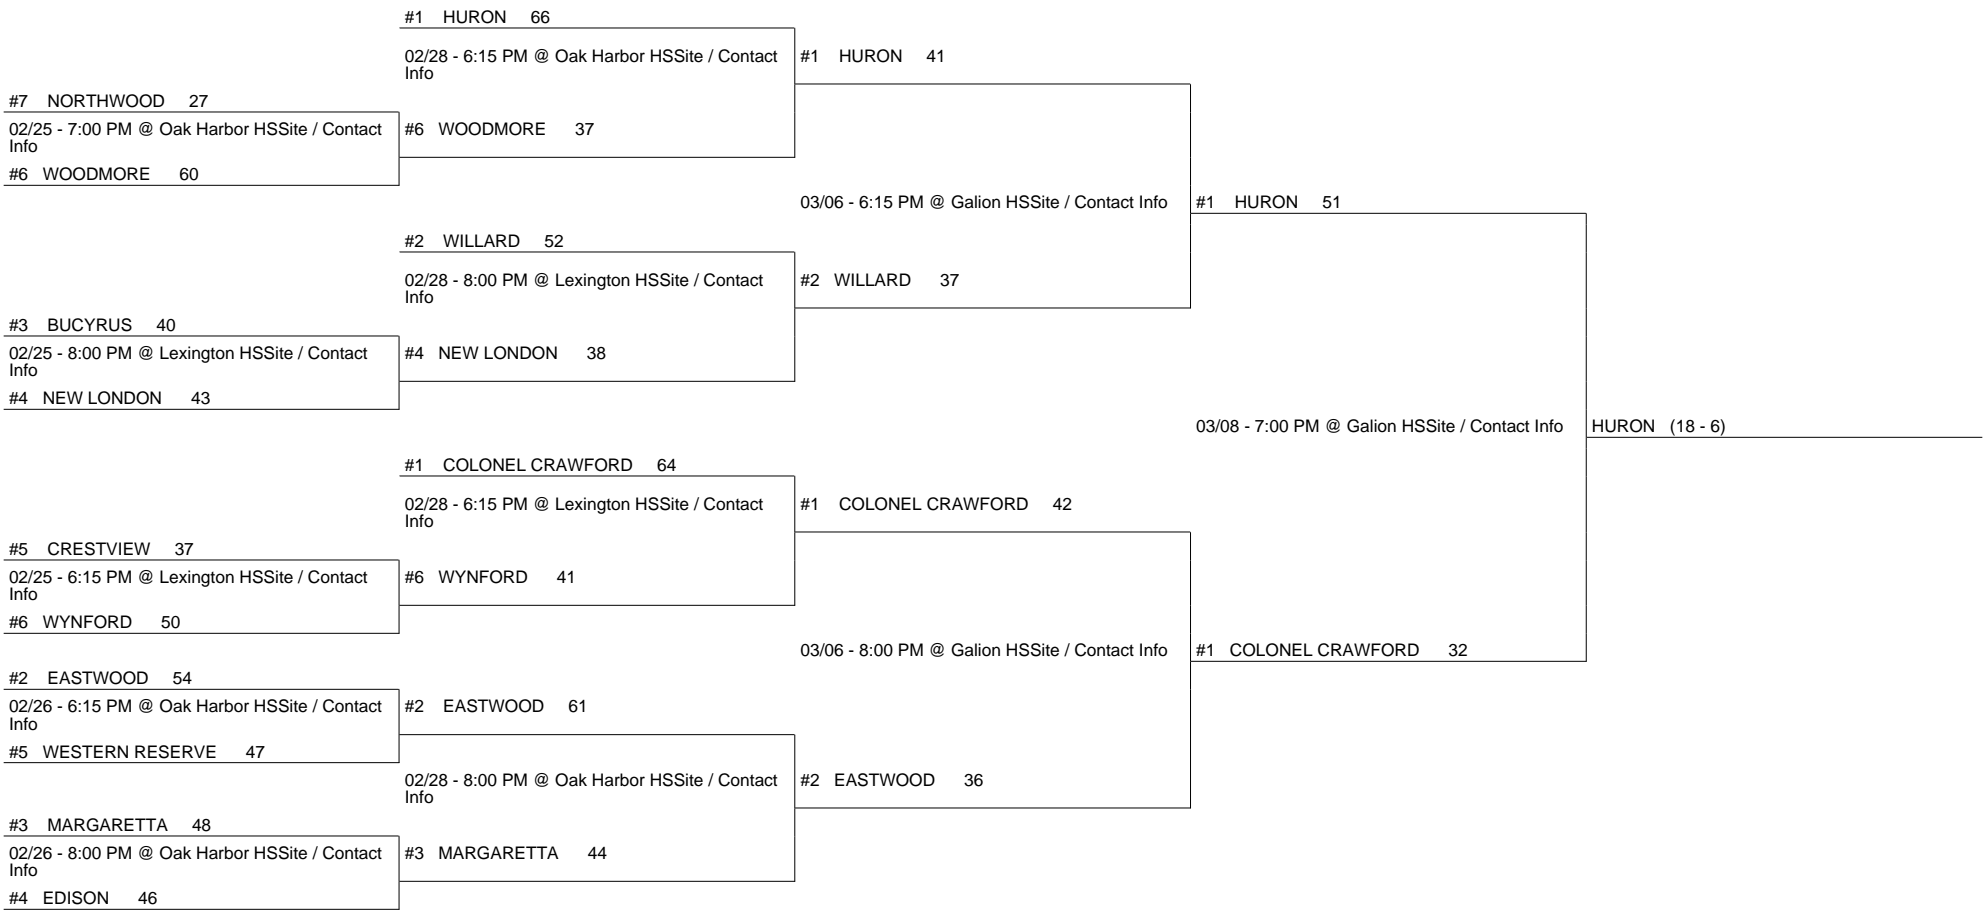 #1 HURON 66
02/28 - 6:15 PM @ Oak Harbor HSSite / Contact
Info
#1 HURON 41
#7 NORTHWOOD 27
02/25 - 7:00 PM @ Oak Harbor HSSite / Contact
Info
#6 WOODMORE 37
#6 WOODMORE 60
03/06 - 6:15 PM @ Galion HSSite / Contact Info
#1 HURON 51
#2 WILLARD 52
02/28 - 8:00 PM @ Lexington HSSite / Contact
Info
#2 WILLARD 37
#3 BUCYRUS 40
02/25 - 8:00 PM @ Lexington HSSite / Contact
Info
#4 NEW LONDON 38
#4 NEW LONDON 43
03/08 - 7:00 PM @ Galion HSSite / Contact Info
HURON (18 - 6)
#1 COLONEL CRAWFORD 64
02/28 - 6:15 PM @ Lexington HSSite / Contact
Info
#1 COLONEL CRAWFORD 42
#5 CRESTVIEW 37
02/25 - 6:15 PM @ Lexington HSSite / Contact
Info
#6 WYNFORD 41
#6 WYNFORD 50
03/06 - 8:00 PM @ Galion HSSite / Contact Info
#1 COLONEL CRAWFORD 32
#2 EASTWOOD 54
02/26 - 6:15 PM @ Oak Harbor HSSite / Contact
Info
#2 EASTWOOD 61
#5 WESTERN RESERVE 47
02/28 - 8:00 PM @ Oak Harbor HSSite / Contact
Info
#2 EASTWOOD 36
#3 MARGARETTA 48
02/26 - 8:00 PM @ Oak Harbor HSSite / Contact
Info
#3 MARGARETTA 44
#4 EDISON 46